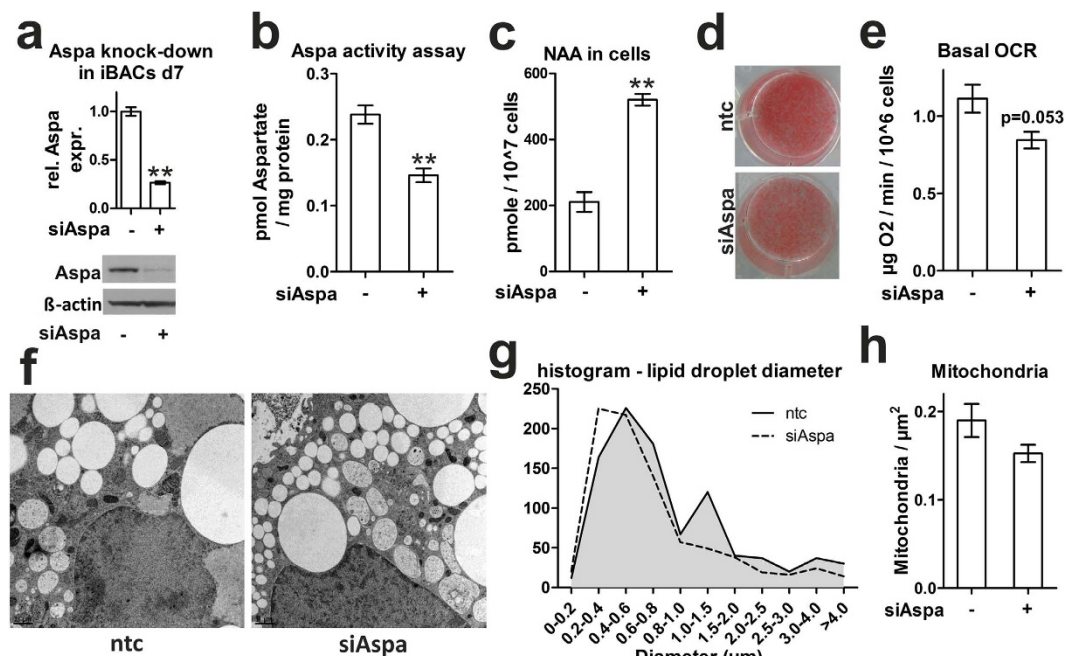 a
Aspa knock-down
in iBACs d7
rel. Aspa
expr.
1.0
0.5
0.0
**
siAspa - +
Aspa
ß-actin
siAspa - +
b
Aspa activity assay
pmol Aspartate
/ mg protein
0.3
0.2
0.1
0.0
**
siAspa - +
c
NAA in cells
pmole / 10^7 cells
600
400
200
0
**
siAspa - +
d
ntc
siAspa
e
Basal OCR
µg O2 / min / 10^6 cells
1.0
0.5
0.0
p=0.053
siAspa - +
f
ntc
siAspa
g
histogram - lipid droplet diameter
250
200
150
100
50
0
ntc
siAspa
0-0.2
0.2-0.4
0.4-0.6
0.6-0.8
0.8-1.0
1.0-1.5
1.5-2.0
2.0-2.5
2.5-3.0
3.0-4.0
>4.0
Diameter (µm)
h
Mitochondria
Mitochondria / µm²
0.2
0.1
0.0
siAspa - +